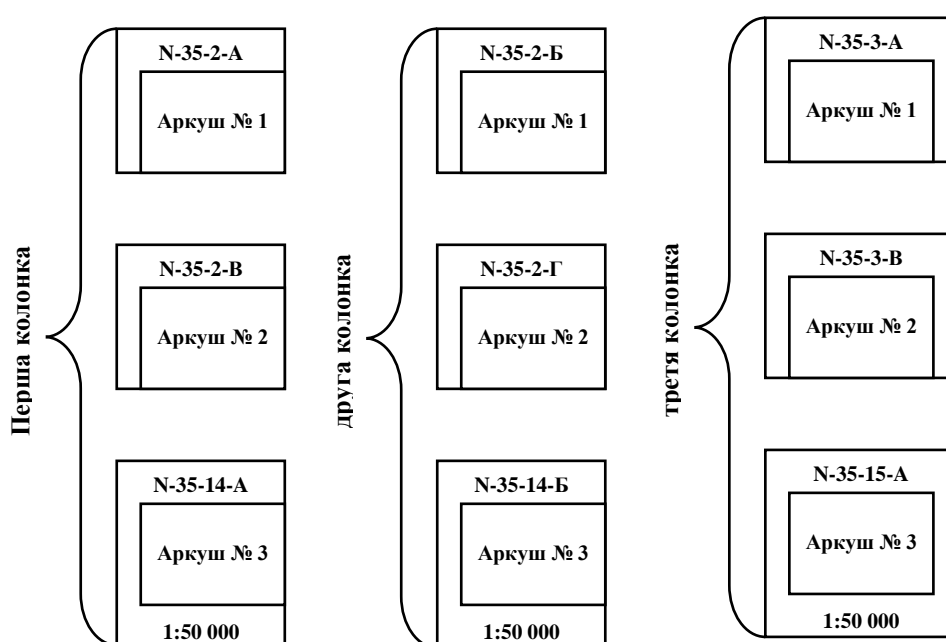 Перша колонка
N-35-2-А
Аркуш № 1
N-35-2-В
Аркуш № 2
N-35-14-А
Аркуш № 3
1:50 000
друга колонка
N-35-2-Б
Аркуш № 1
N-35-2-Г
Аркуш № 2
N-35-14-Б
Аркуш № 3
1:50 000
третя колонка
N-35-3-А
Аркуш № 1
N-35-3-В
Аркуш № 2
N-35-15-А
Аркуш № 3
1:50 000